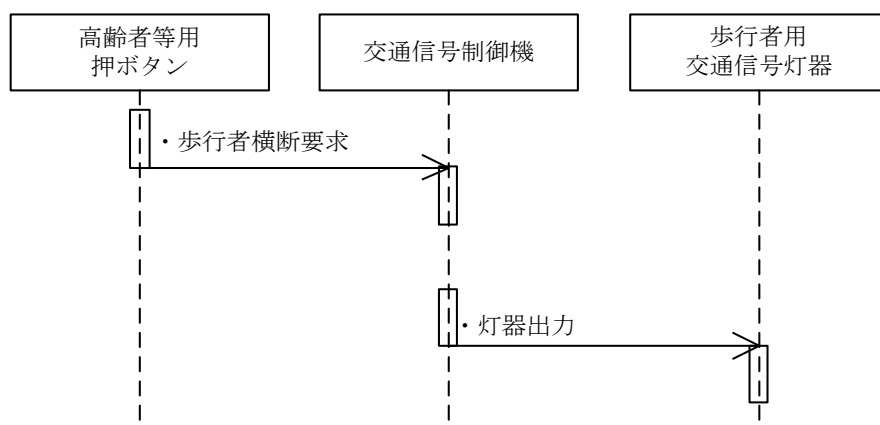 高齢者等用
押ボタン
交通信号制御機
歩行者用
交通信号灯器
・歩行者横断要求
・灯器出力